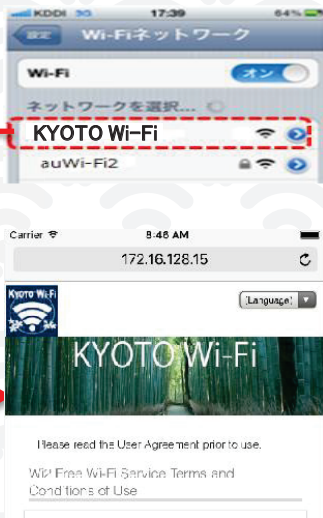 KDDI 3G 17:39 64%
設定 Wi-Fiネットワーク
Wi-Fi オン
ネットワークを選択...
KYOTO Wi-Fi
auWi-Fi2
Carrier 8:46 AM
172.16.128.15
KYOTO Wi-Fi (Language)
KYOTO Wi-Fi
Please read the User Agreement prior to use.
Wi2 Free Wi-Fi Service Terms and
Conditions of Use